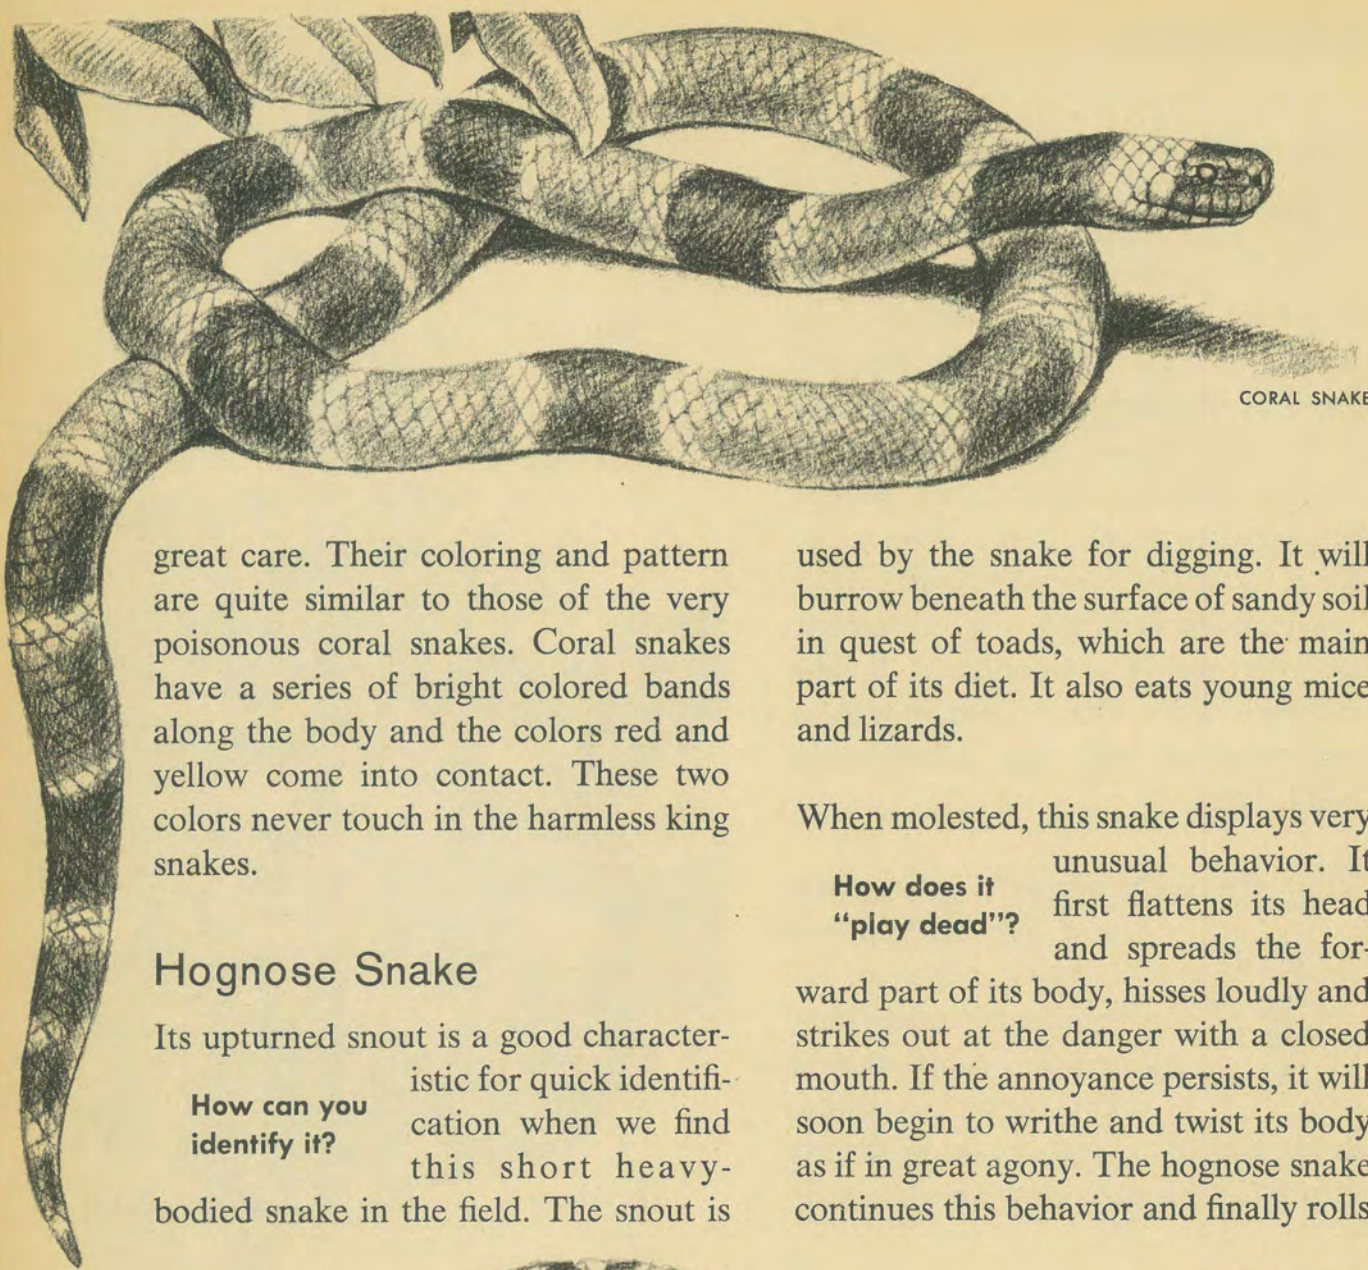 CORAL SNAKE
great care. Their coloring and pattern
are quite similar to those of the very
poisonous coral snakes. Coral snakes
have a series of bright colored bands
along the body and the colors red and
yellow come into contact. These two
colors never touch in the harmless king
snakes.
Hognose Snake
Its upturned snout is a good character-
How can you
identify it?
istic for quick identifi-
cation when we find
this short heavy-
bodied snake in the field. The snout is
used by the snake for digging. It will
burrow beneath the surface of sandy soil
in quest of toads, which are the main
part of its diet. It also eats young mice
and lizards.
When molested, this snake displays very
How does it
"play dead"?
unusual behavior. It
first flattens its head
and spreads the for-
ward part of its body, hisses loudly and
strikes out at the danger with a closed
mouth. If the annoyance persists, it will
soon begin to writhe and twist its body
as if in great agony. The hognose snake
continues this behavior and finally rolls